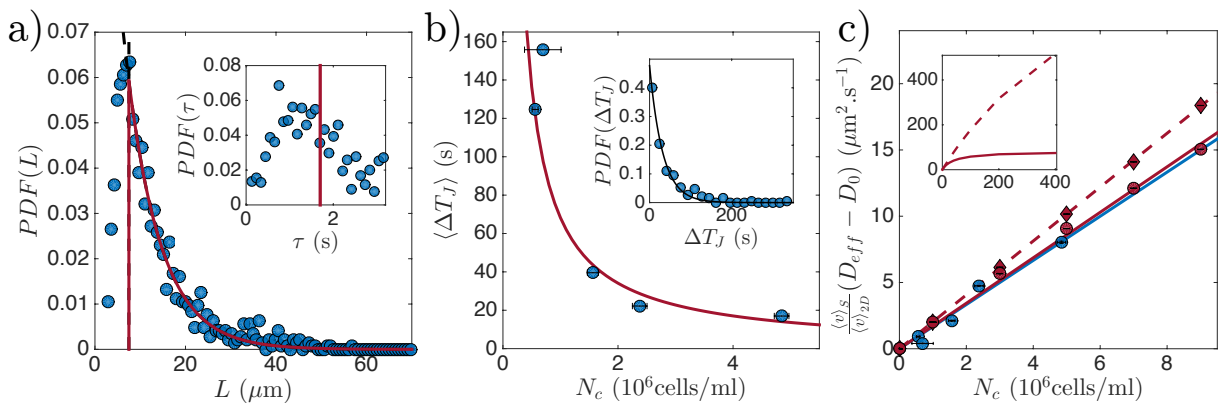 a)
PDF(L)
0.07
0.06
0.05
0.04
0.03
0.02
0.01
0
0 20 40 60
L (μm)
PDF(τ)
0.08
0.06
0.04
0.02
0
0 2
τ (s)
b)
⟨ΔT_J⟩ (s)
160
140
120
100
80
60
40
20
0
0 2 4
N_c (10^6cells/ml)
PDF(ΔT_J)
0.4
0.3
0.2
0.1
0
0 200
ΔT_J (s)
c)
⟨v⟩_S/⟨v⟩_2D (D_eff − D_0) (μm².s⁻¹)
20
15
10
5
0
0 2 4 6 8
N_c (10^6cells/ml)
400
200
0
0 200 400